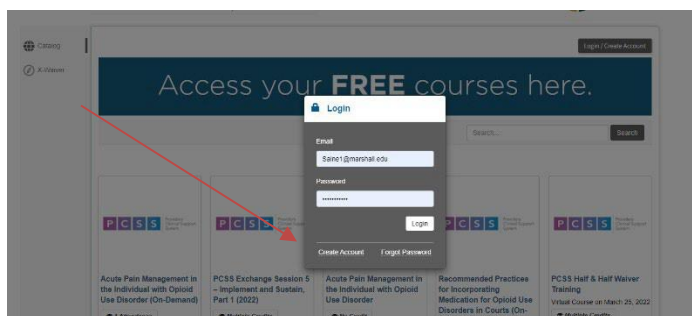 Catalog
Login / Create Account
X-Waiver
Access your FREE courses here.
Login
Search...
Search
Email
Saine1@marshall.edu
Password
Login
Create Account
Forgot Password
PCSS
PCSS
PCSS
PCSS
Acute Pain Management in
the Individual with Opioid
Use Disorder (On-Demand)
PCSS Exchange Session 5
– Implement and Sustain,
Part 1 (2022)
Acute Pain Management in
the Individual with Opioid
Use Disorder
Recommended Practices
for Incorporating
Medication for Opioid Use
Disorders in Courts (On-
PCSS Half & Half Waiver
Training
Virtual Course on March 25, 2022